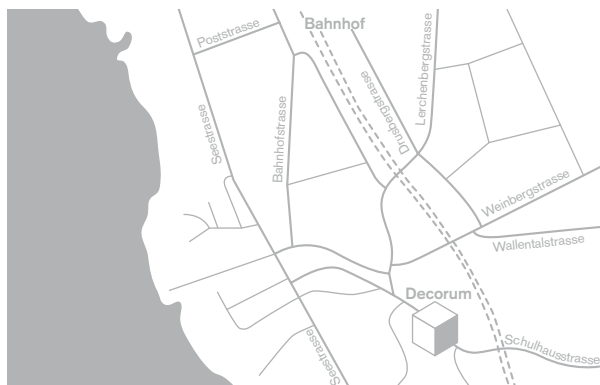 Bahnhof
Poststrasse
Lerchenbergstrasse
Drusbergstrasse
Seestrasse
Bahnhofstrasse
Weinbergstrasse
Wallentalstrasse
Decorum
Schulhausstrasse
Seestrasse